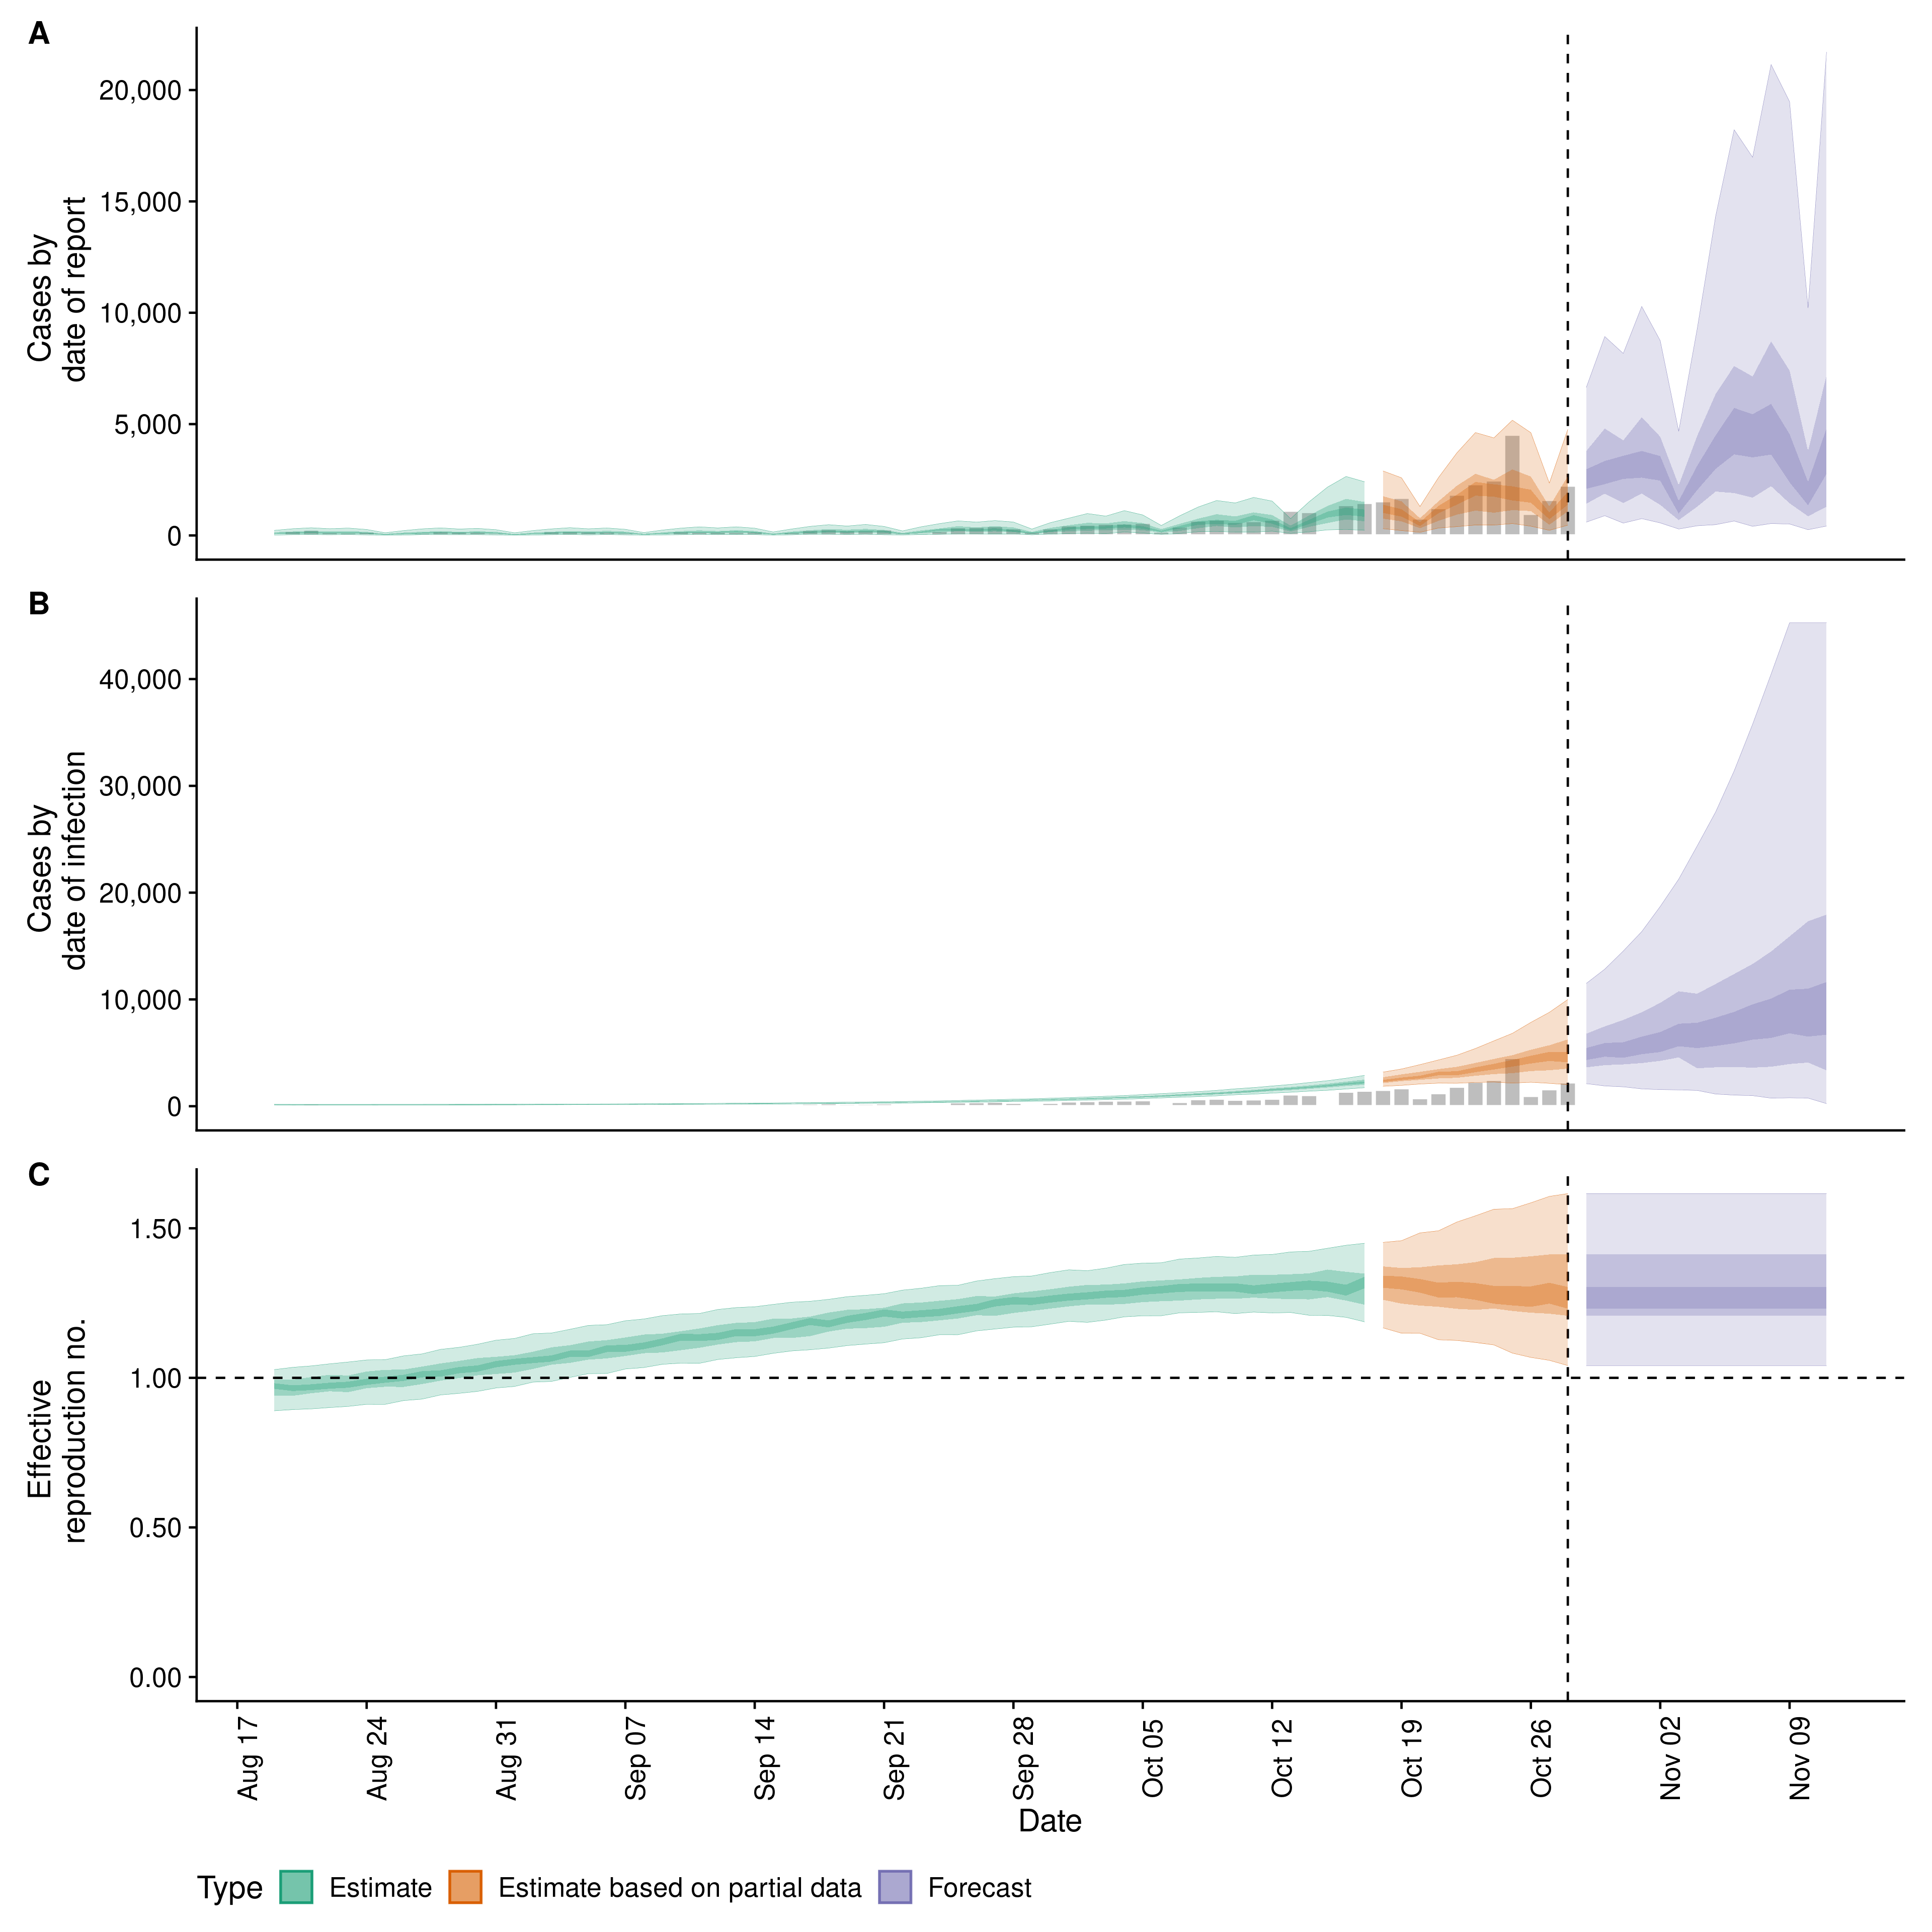 A
Cases by
date of report
20,000
15,000
10,000
5,000
0
B
Cases by
date of infection
40,000
30,000
20,000
10,000
0
C
Effective
reproduction no.
1.50
1.00
0.50
0.00
Aug 17
Aug 24
Aug 31
Sep 07
Sep 14
Sep 21
Sep 28
Oct 05
Oct 12
Oct 19
Oct 26
Nov 02
Nov 09
Date
Type Estimate Estimate based on partial data Forecast